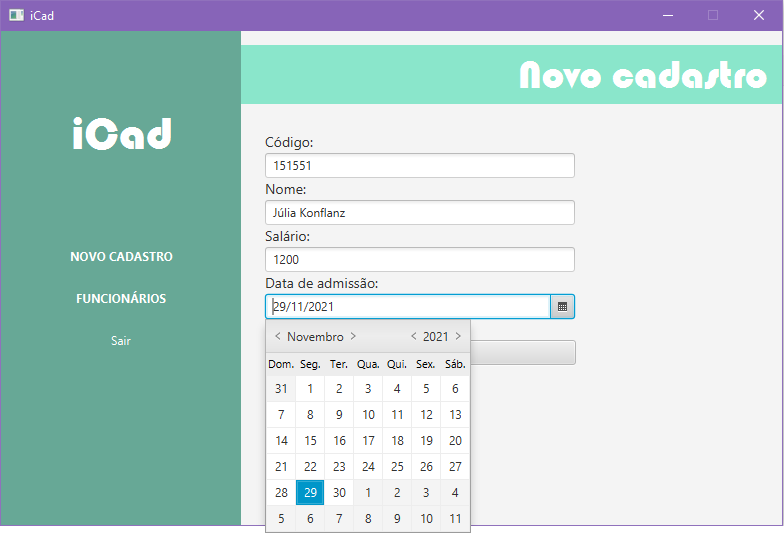 iCad
Novo cadastro
iCad
NOVO CADASTRO
FUNCIONÁRIOS
Sair
Código:
151551
Nome:
Júlia Konflanz
Salário:
1200
Data de admissão:
29/11/2021
Novembro 2021
Dom. Seg. Ter. Qua. Qui. Sex. Sáb.
31 1 2 3 4 5 6
7 8 9 10 11 12 13
14 15 16 17 18 19 20
21 22 23 24 25 26 27
28 29 30 1 2 3 4
5 6 7 8 9 10 11